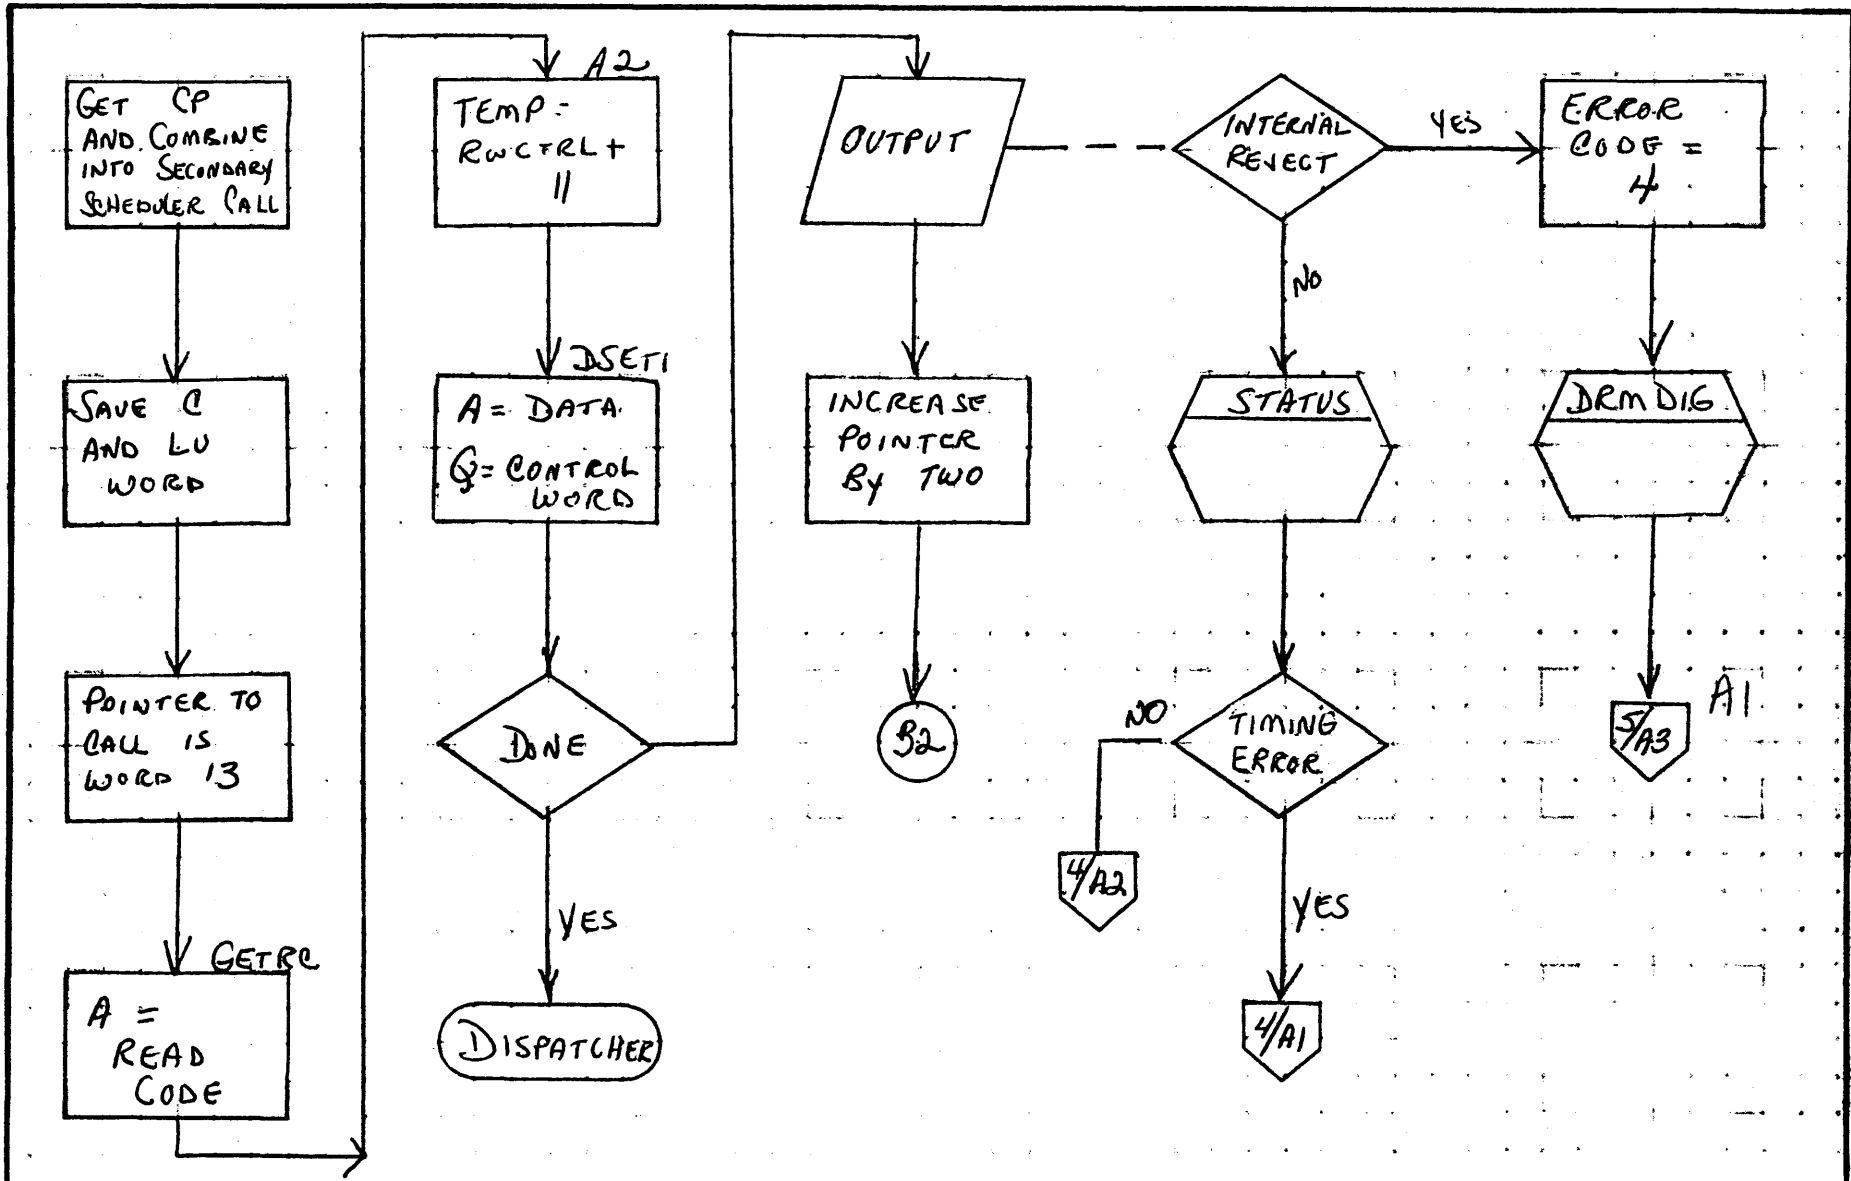 GET CP
AND COMBINE
INTO SECONDARY
SCHEDULER CALL
SAVE C
AND LU
WORD
POINTER TO
CALL IS
WORD 13
GETRC
A =
READ
CODE
A2
TEMP =
RWCTRL +
11
DSET1
A = DATA
Q = CONTROL
WORD
DONE
YES
DISPATCHER
OUTPUT
INCREASE
POINTER
BY TWO
B2
INTERNAL
REJECT
YES
NO
STATUS
TIMING
ERROR
NO
4/A2
YES
4/A1
ERROR
CODE =
4
DRMDIG
A1
5/A3